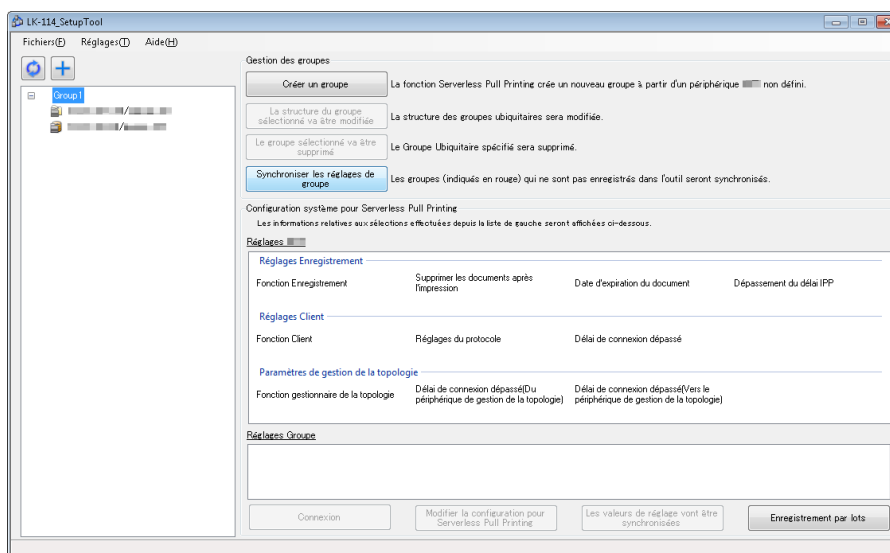 LK-114_SetupTool
Fichiers(F) Réglages(T) Aide(H)
Group1
Gestion des groupes
Créer un groupe
La fonction Serverless Pull Printing crée un nouveau groupe à partir d'un périphérique non défini.
La structure du groupe
sélectionné va être modifiée
La structure des groupes ubiquitaires sera modifiée.
Le groupe sélectionné va être
supprimé
Le Groupe Ubiquitaire spécifié sera supprimé.
Synchroniser les réglages de
groupe
Les groupes (indiqués en rouge) qui ne sont pas enregistrés dans l'outil seront synchronisés.
Configuration système pour Serverless Pull Printing
Les informations relatives aux sélections effectuées depuis la liste de gauche seront affichées ci-dessous.
Réglages
Réglages Enregistrement
Fonction Enregistrement
Supprimer les documents après
l'impression
Date d'expiration du document
Dépassement du délai IPP
Réglages Client
Fonction Client
Réglages du protocole
Délai de connexion dépassé
Paramètres de gestion de la topologie
Fonction gestionnaire de la topologie
Délai de connexion dépassé(Du
périphérique de gestion de la topologie)
Délai de connexion dépassé(Vers le
périphérique de gestion de la topologie)
Réglages Groupe
Connexion
Modifier la configuration pour
Serverless Pull Printing
Les valeurs de réglage vont être
synchronisées
Enregistrement par lots